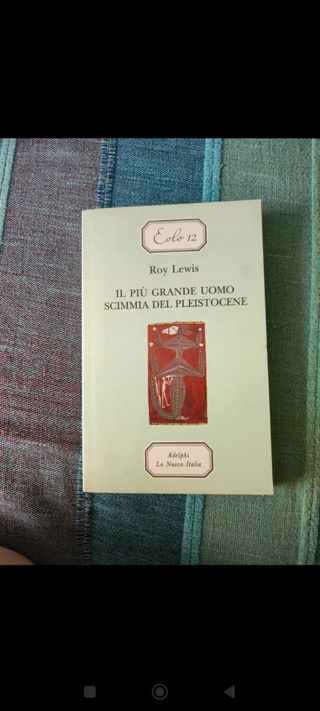 Eolo 12
Roy Lewis
IL PIÙ GRANDE UOMO
SCIMMIA DEL PLEISTOCENE
Adelphi
La Nuova Italia